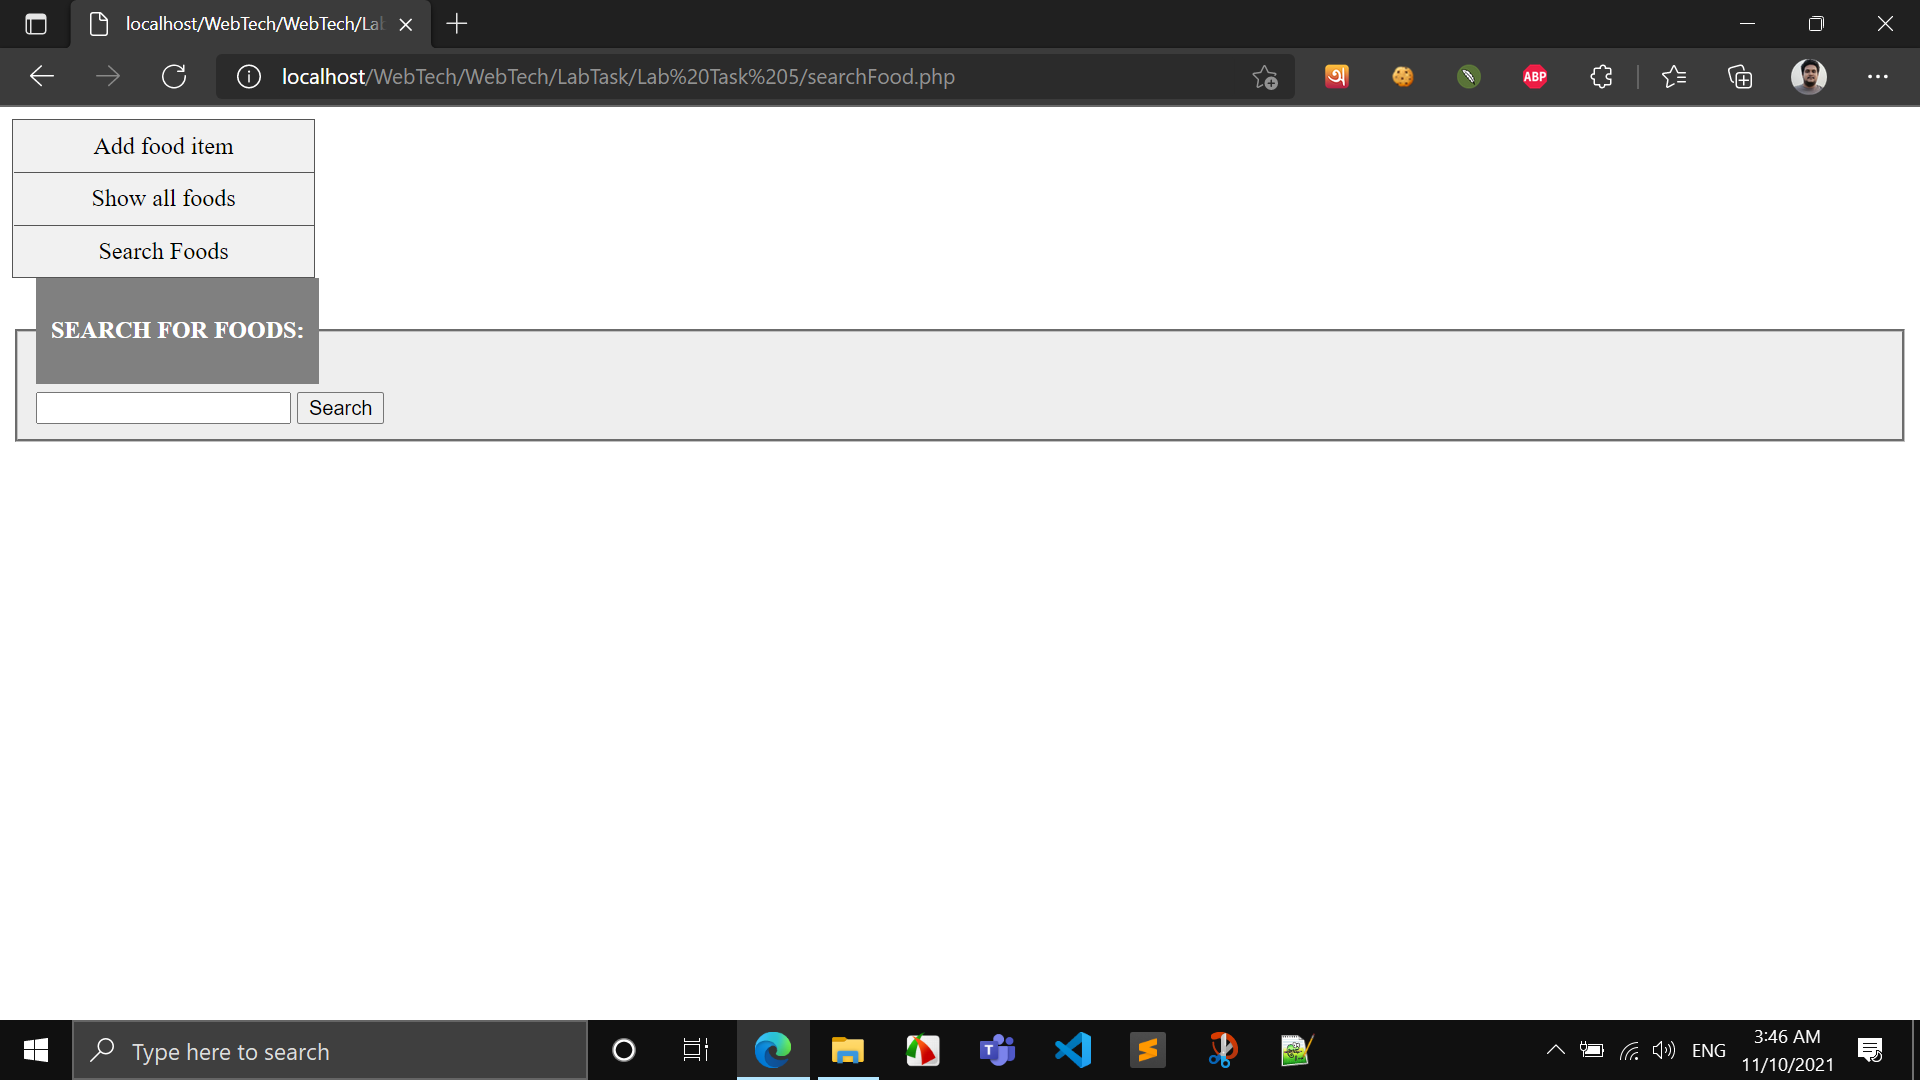 localhost/WebTech/WebTech/Lab
localhost/WebTech/WebTech/LabTask/Lab%20Task%205/searchFood.php
অ
ABP
Add food item
Show all foods
Search Foods
SEARCH FOR FOODS:
Search
Type here to search
T
ENG
3:46 AM
11/10/2021